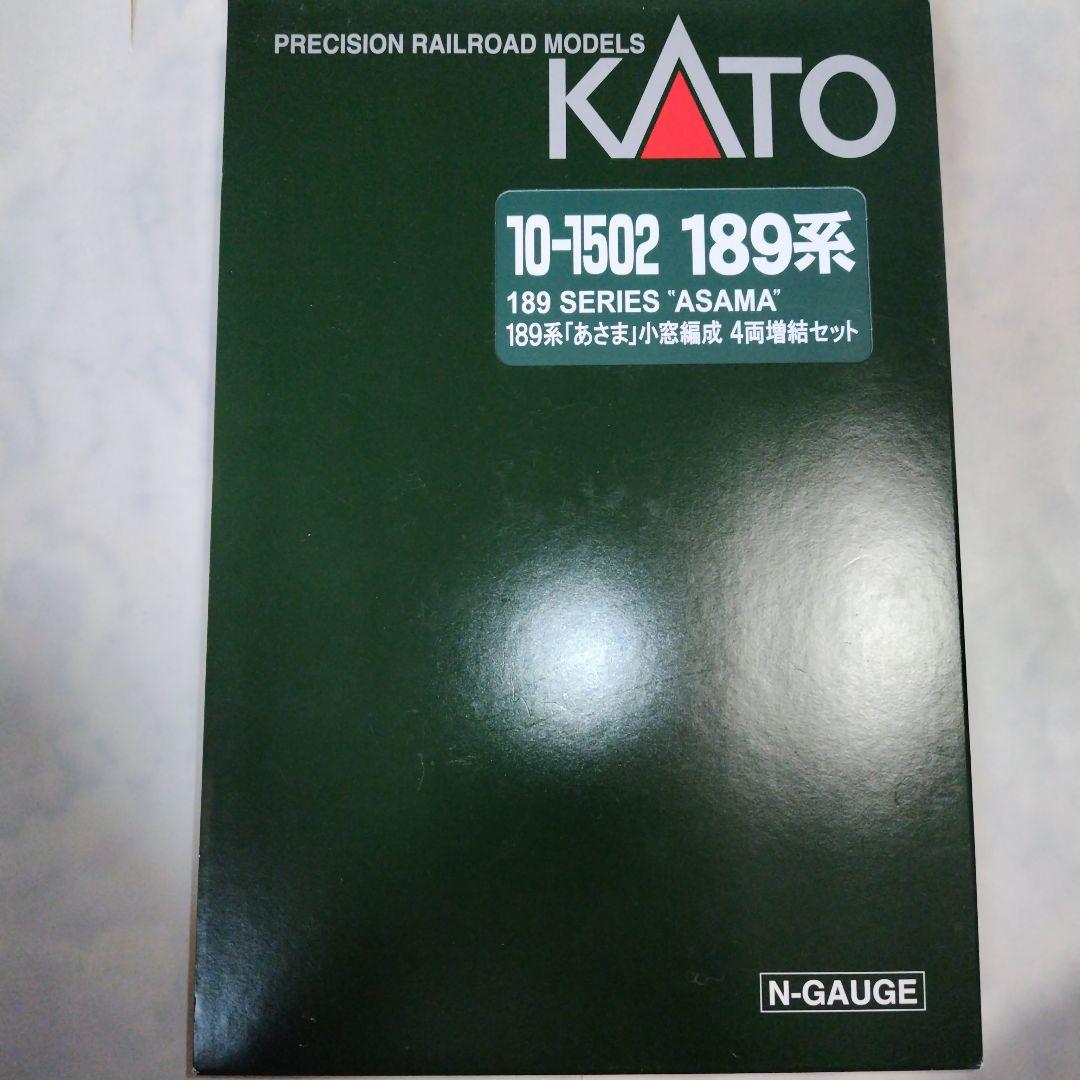 PRECISION RAILROAD MODELS
KATO
10-1502 189系
189 SERIES "ASAMA"
189系「あさま」小窓編成 4両増結セット
N-GAUGE